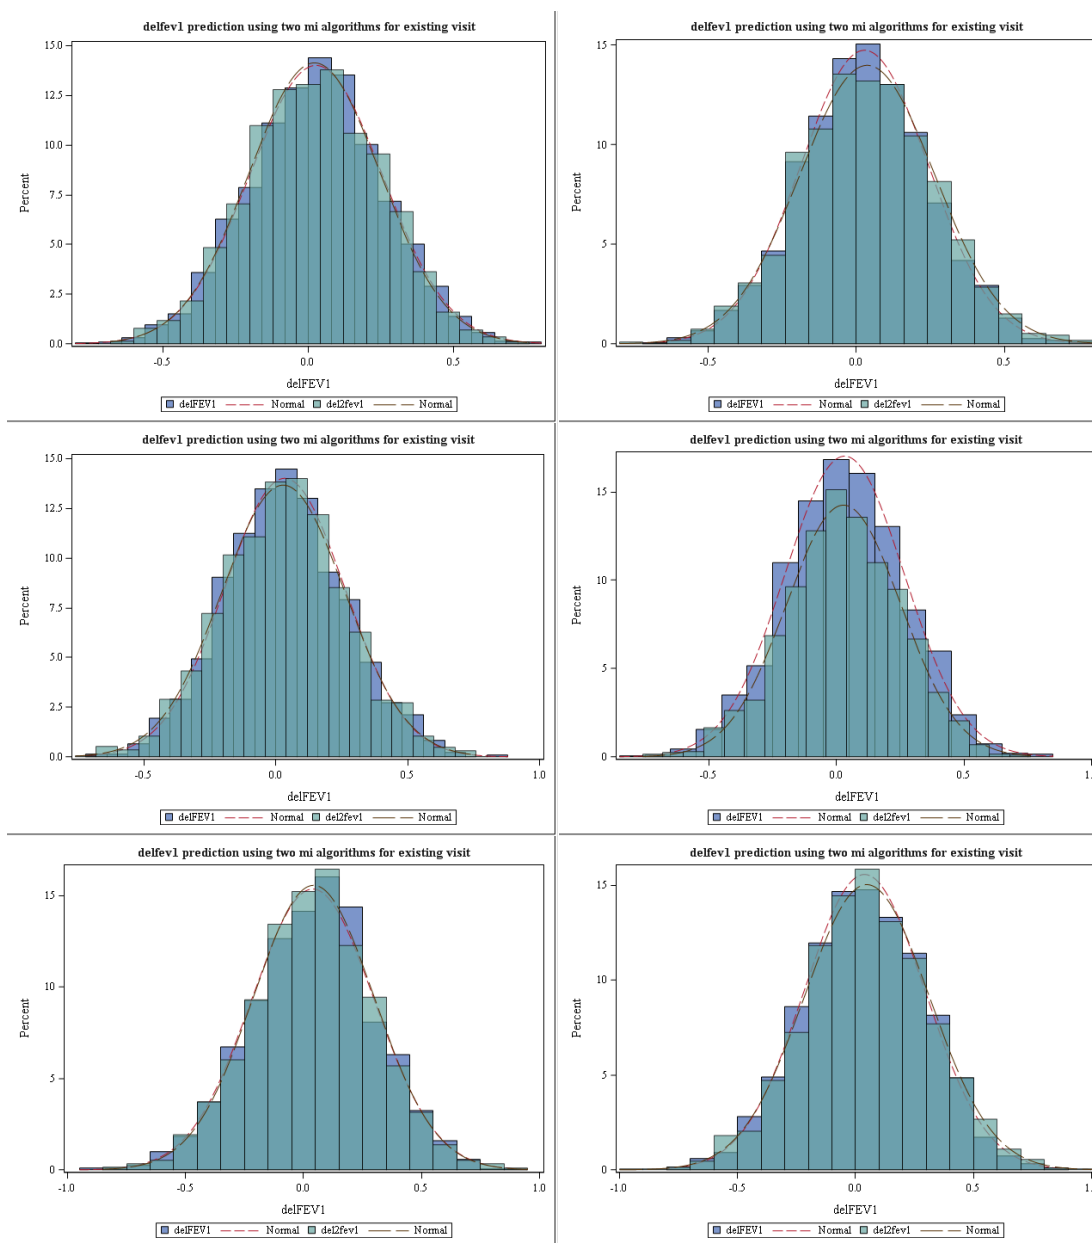 delfev1 prediction using two mi algorithms for existing visit
15.0
12.5
10.0
7.5
5.0
2.5
0.0
Percent
-0.5 0.0 0.5
delFEV1
delFEV1 Normal del2fev1 Normal
delfev1 prediction using two mi algorithms for existing visit
15
10
5
0
Percent
-0.5 0.0 0.5
delFEV1
delFEV1 Normal del2fev1 Normal
delfev1 prediction using two mi algorithms for existing visit
15.0
12.5
10.0
7.5
5.0
2.5
0.0
Percent
-0.5 0.0 0.5 1.0
delFEV1
delFEV1 Normal del2fev1 Normal
delfev1 prediction using two mi algorithms for existing visit
15
10
5
0
Percent
-0.5 0.0 0.5 1.0
delFEV1
delFEV1 Normal del2fev1 Normal
delfev1 prediction using two mi algorithms for existing visit
15
10
5
0
Percent
-1.0 -0.5 0.0 0.5 1.0
delFEV1
delFEV1 Normal del2fev1 Normal
delfev1 prediction using two mi algorithms for existing visit
15
10
5
0
Percent
-1.0 -0.5 0.0 0.5
delFEV1
delFEV1 Normal del2fev1 Normal